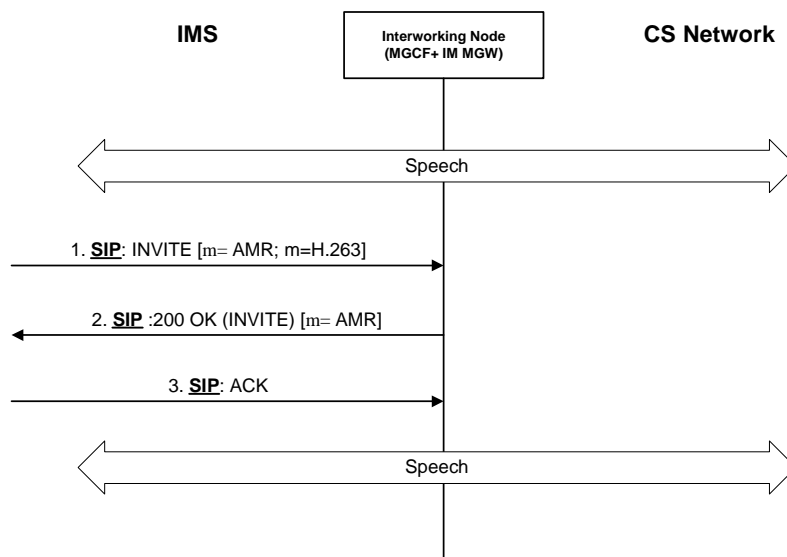 IMS
Interworking Node
(MGCF+ IM MGW)
CS Network
Speech
1. SIP: INVITE [m= AMR; m=H.263]
2. SIP :200 OK (INVITE) [m= AMR]
3. SIP: ACK
Speech